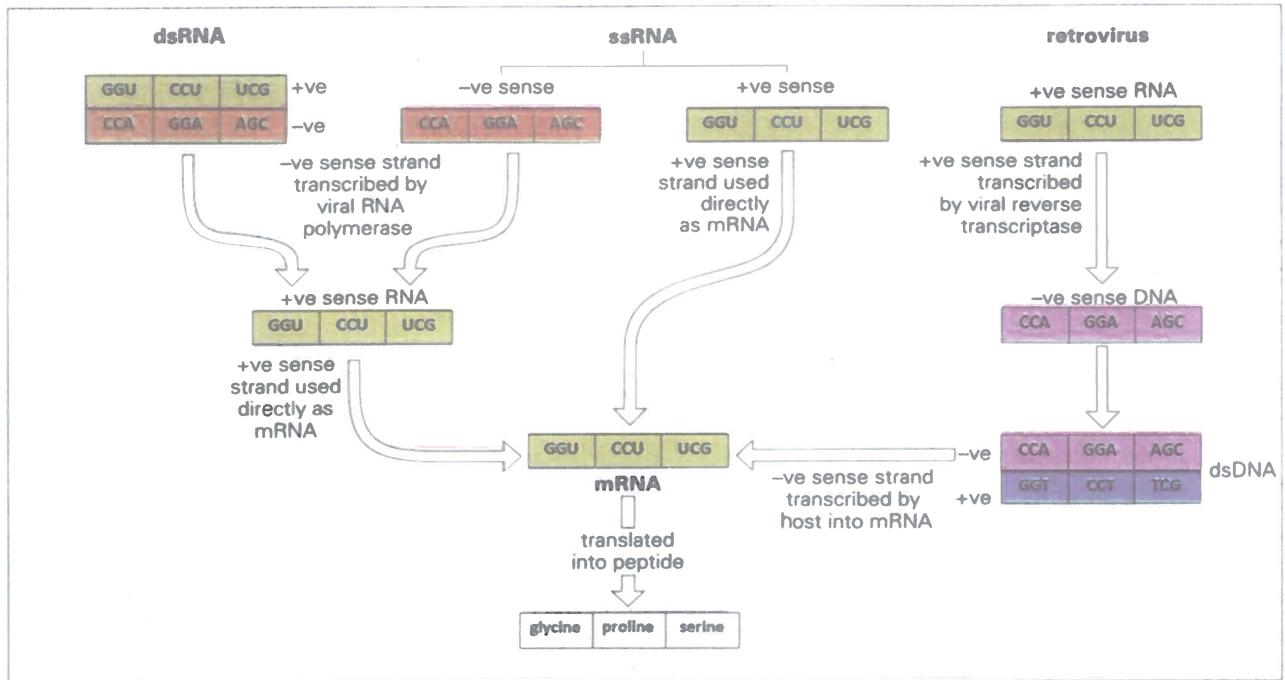 dsRNA
GGU CCU UCG +ve
CCA GGA AGC –ve
ssRNA
–ve sense
CCA GGA AGC
+ve sense
GGU CCU UCG
retrovirus
+ve sense RNA
GGU CCU UCG
–ve sense strand
transcribed by
viral RNA
polymerase
+ve sense
strand used
directly
as mRNA
+ve sense strand
transcribed
by viral reverse
transcriptase
+ve sense RNA
GGU CCU UCG
–ve sense DNA
CCA GGA AGC
+ve sense
strand used
directly as
mRNA
GGU CCU UCG
mRNA
–ve CCA GGA AGC
+ve GGT CCT TCG
dsDNA
–ve sense strand
transcribed by
host into mRNA
translated
into peptide
glycine proline serine